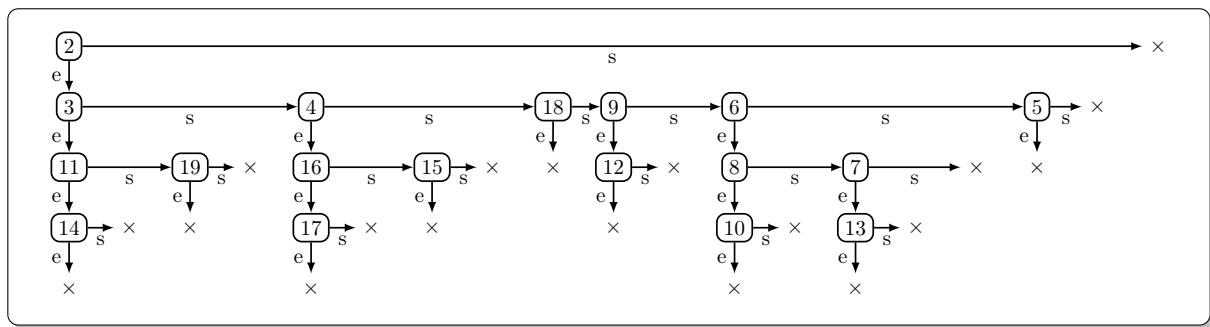 2 s ×
e
3 s 4 s 18 s 9 s 6 s 5 s ×
e e e e e e
11 s 19 s × 16 s 15 s × × 12 s × 8 s 7 s × ×
e e e e e e e
14 s × × 17 s × × × 10 s × 13 s ×
e e e e
× × × ×